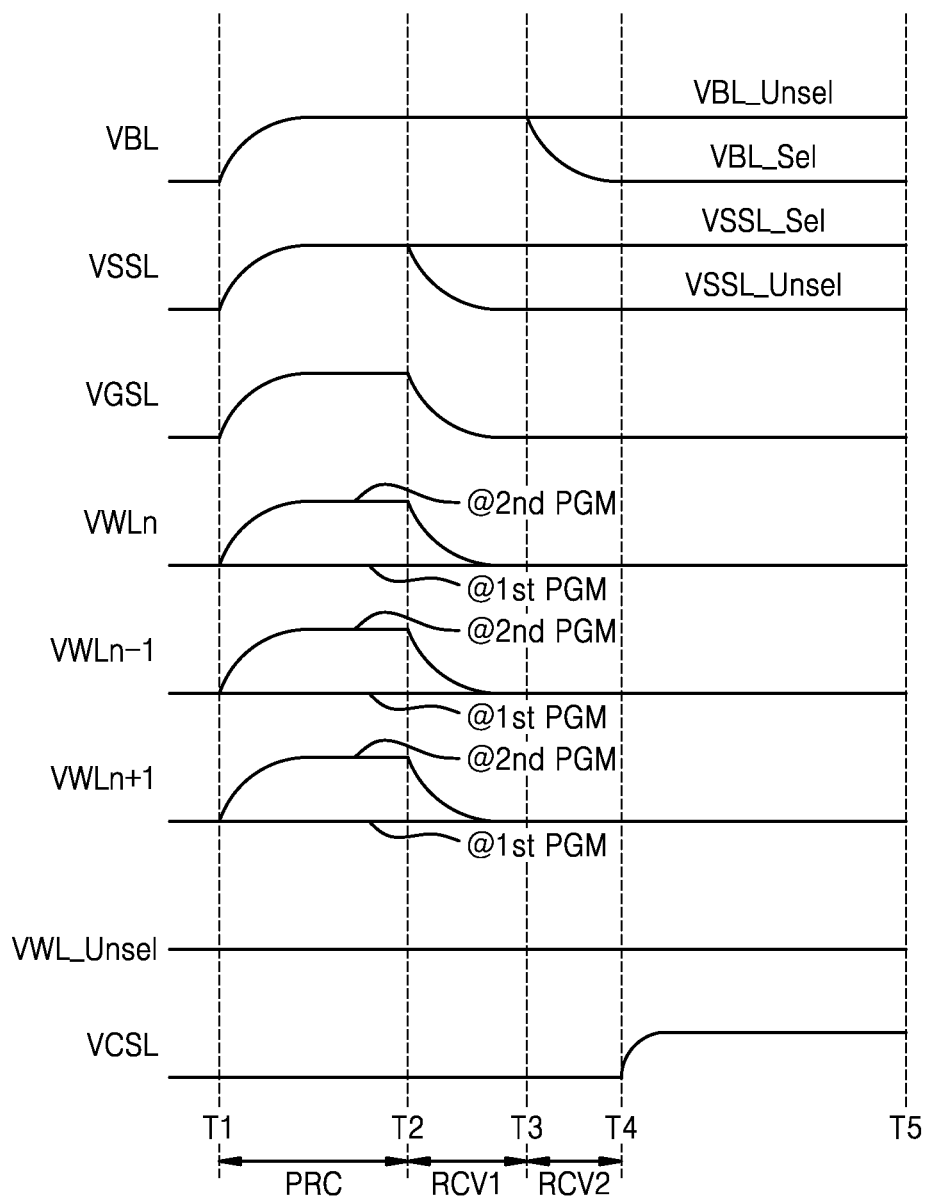 VBL_Unsel
VBL
VBL_Sel
VSSL_Sel
VSSL
VSSL_Unsel
VGSL
@2nd PGM
VWLn
@1st PGM
@2nd PGM
VWLn-1
@1st PGM
@2nd PGM
VWLn+1
@1st PGM
VWL_Unsel
VCSL
T1 T2 T3 T4 T5
PRC RCV1 RCV2